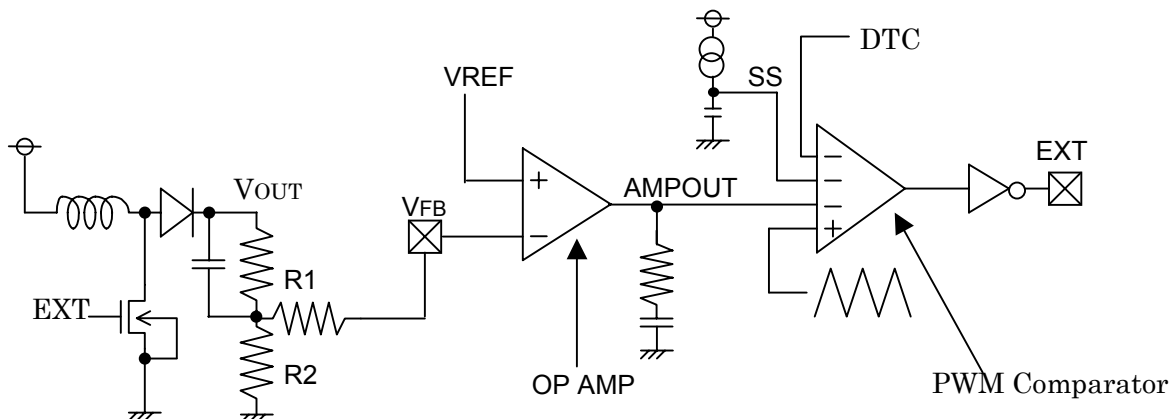 DTC
SS
VREF
EXT
VOUT
AMPOUT
VFB
R1
EXT
R2
OP AMP
PWM Comparator